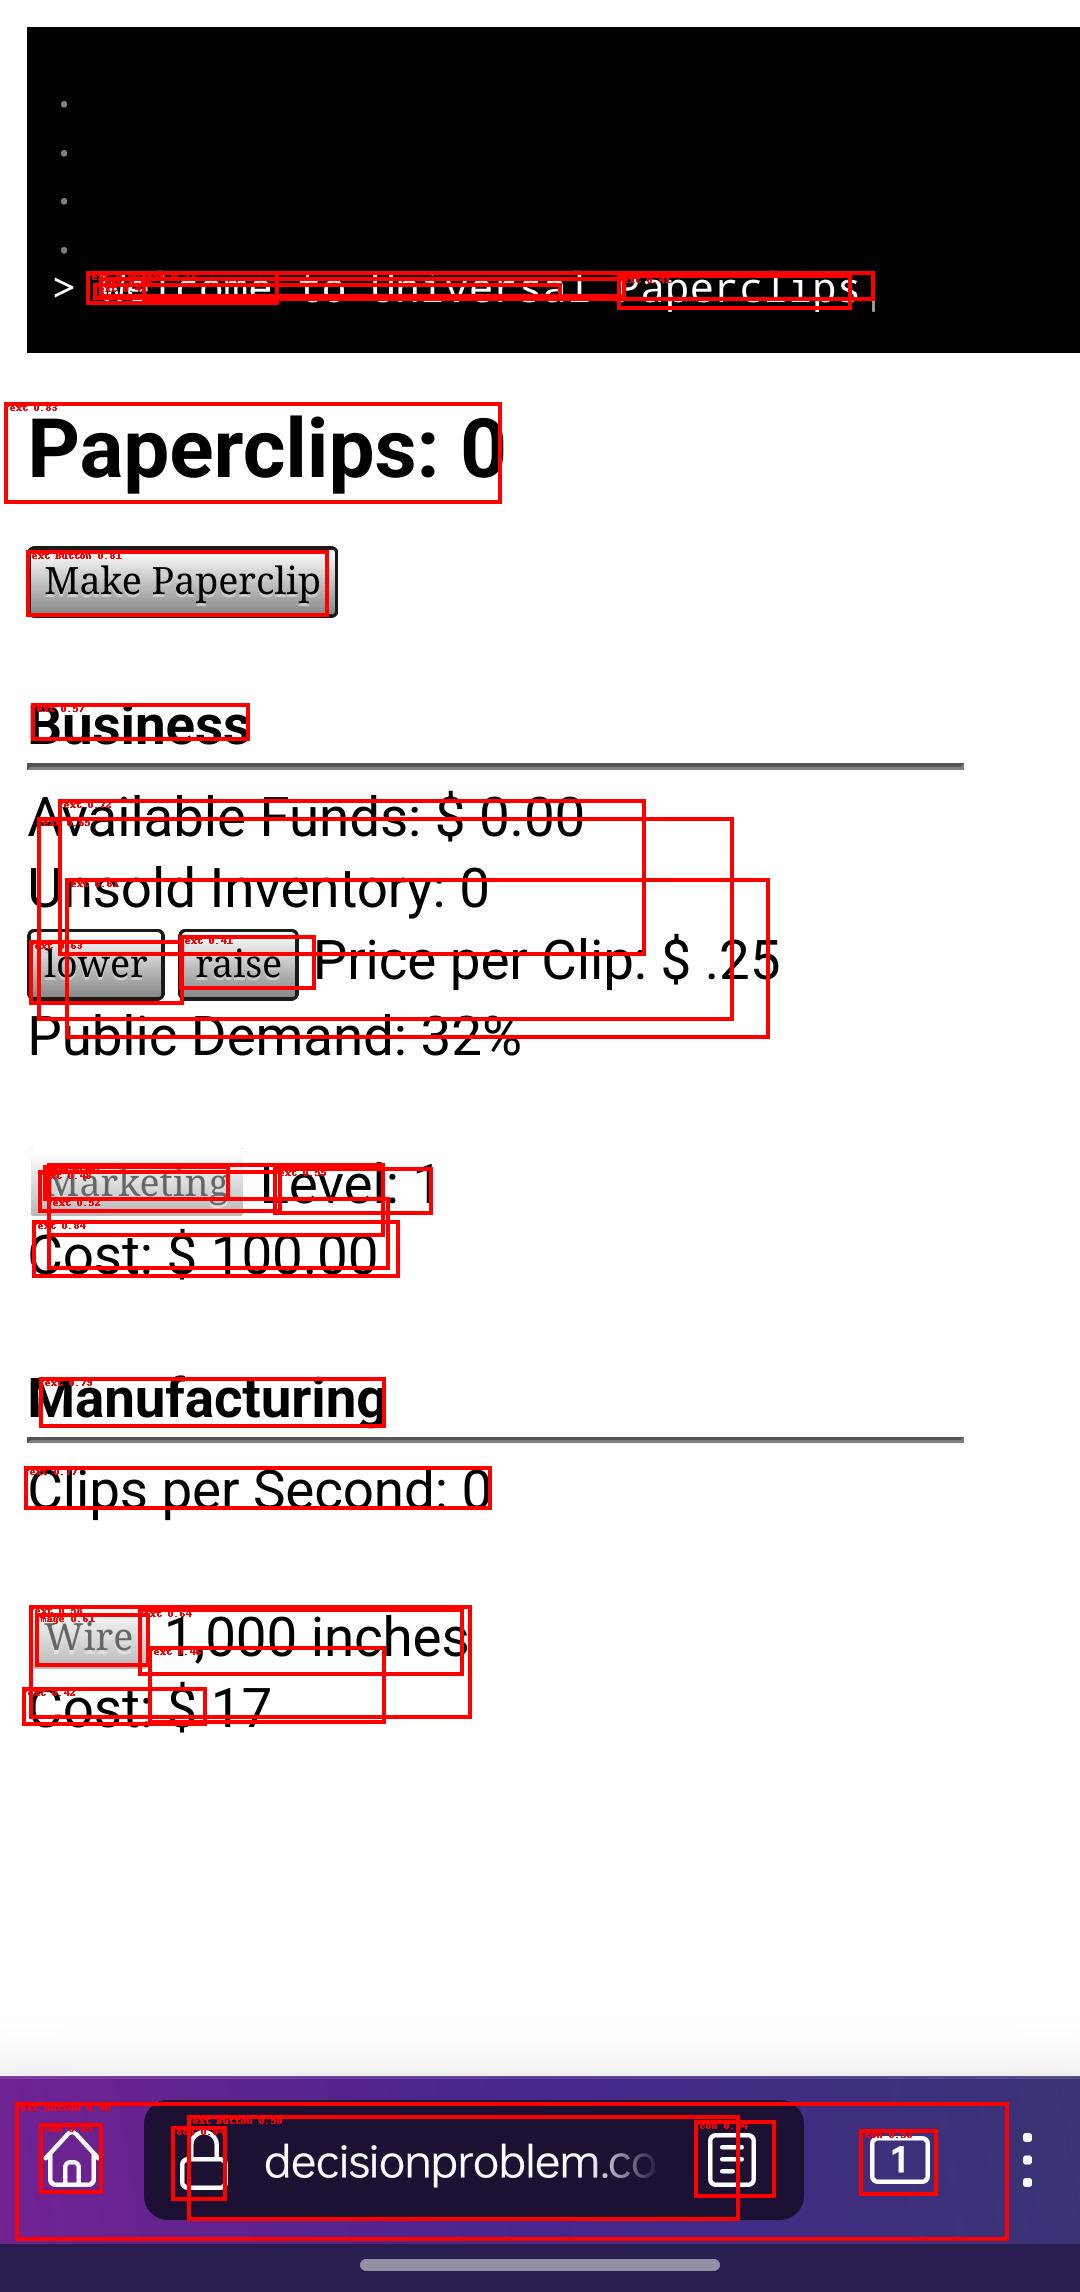 > Welcome to Universal Paperclips
Paperclips: 0
Make Paperclip
Business
Available Funds: $ 0.00
Unsold Inventory: 0
lower raise Price per Clip: $ .25
Public Demand: 32%
Marketing Level: 1
Cost: $ 100.00
Manufacturing
Clips per Second: 0
Wire 1,000 inches
Cost: $ 17
decisionproblem.co
1